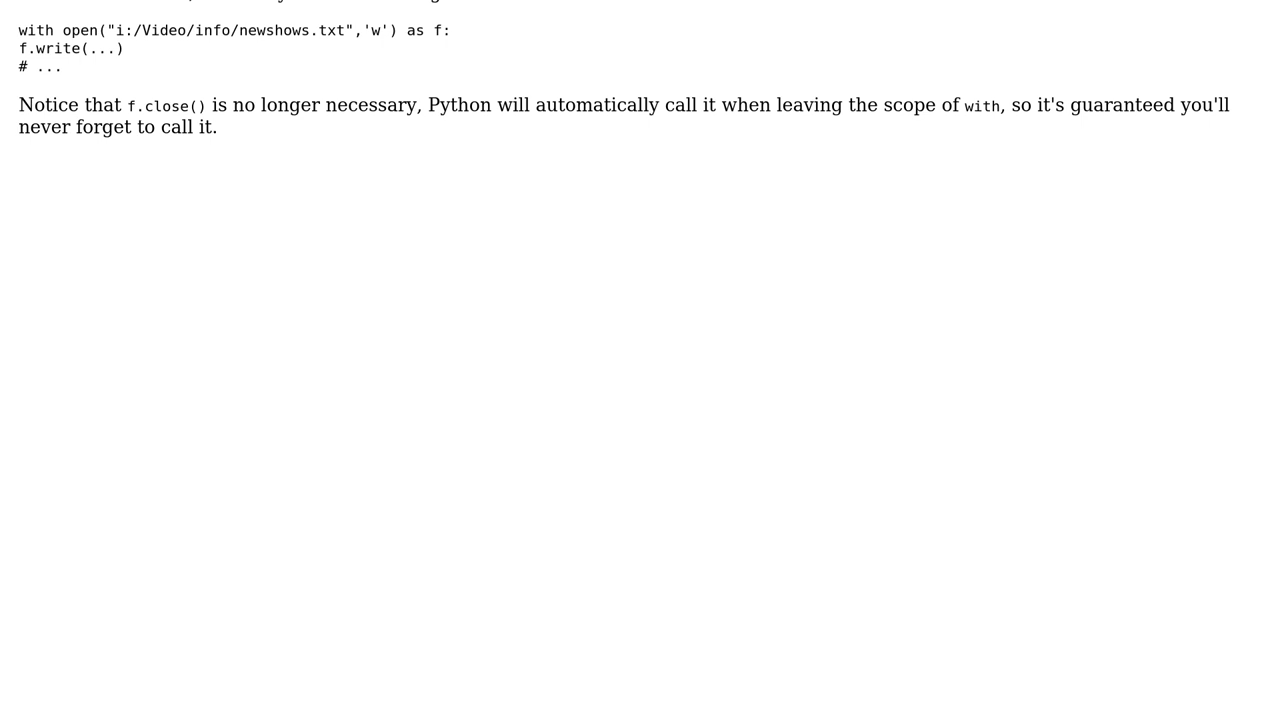 with open("i:/Video/info/newshows.txt",'w') as f:
f.write(...)
# ...
Notice that f.close() is no longer necessary, Python will automatically call it when leaving the scope of with, so it's guaranteed you'll
never forget to call it.